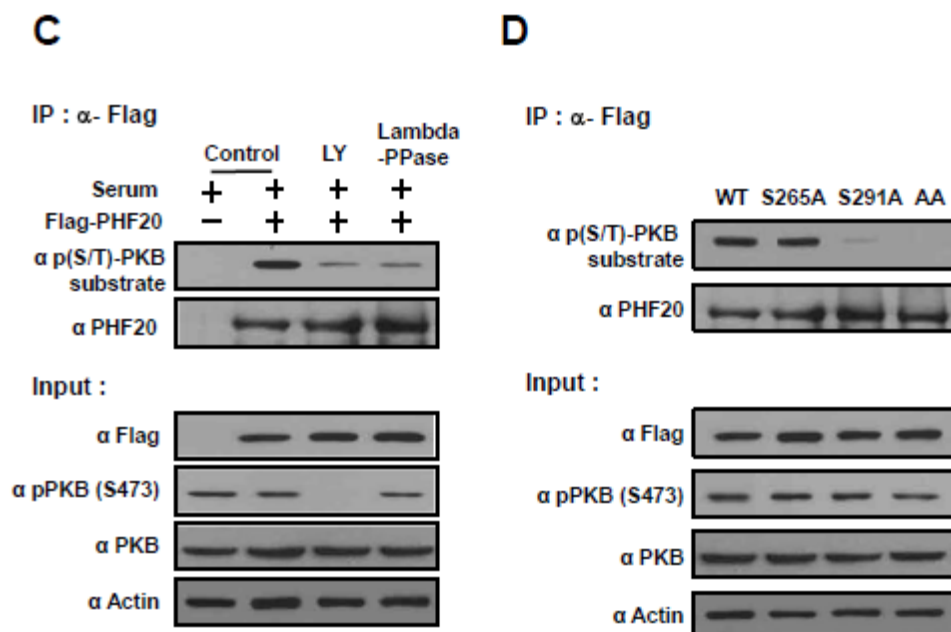 C
IP : α- Flag
Control LY Lambda
-PPase
Serum + + + +
Flag-PHF20 – + + +
α p(S/T)-PKB
substrate
α PHF20
Input :
α Flag
α pPKB (S473)
α PKB
α Actin
D
IP : α- Flag
WT S265A S291A AA
α p(S/T)-PKB
substrate
α PHF20
Input :
α Flag
α pPKB (S473)
α PKB
α Actin